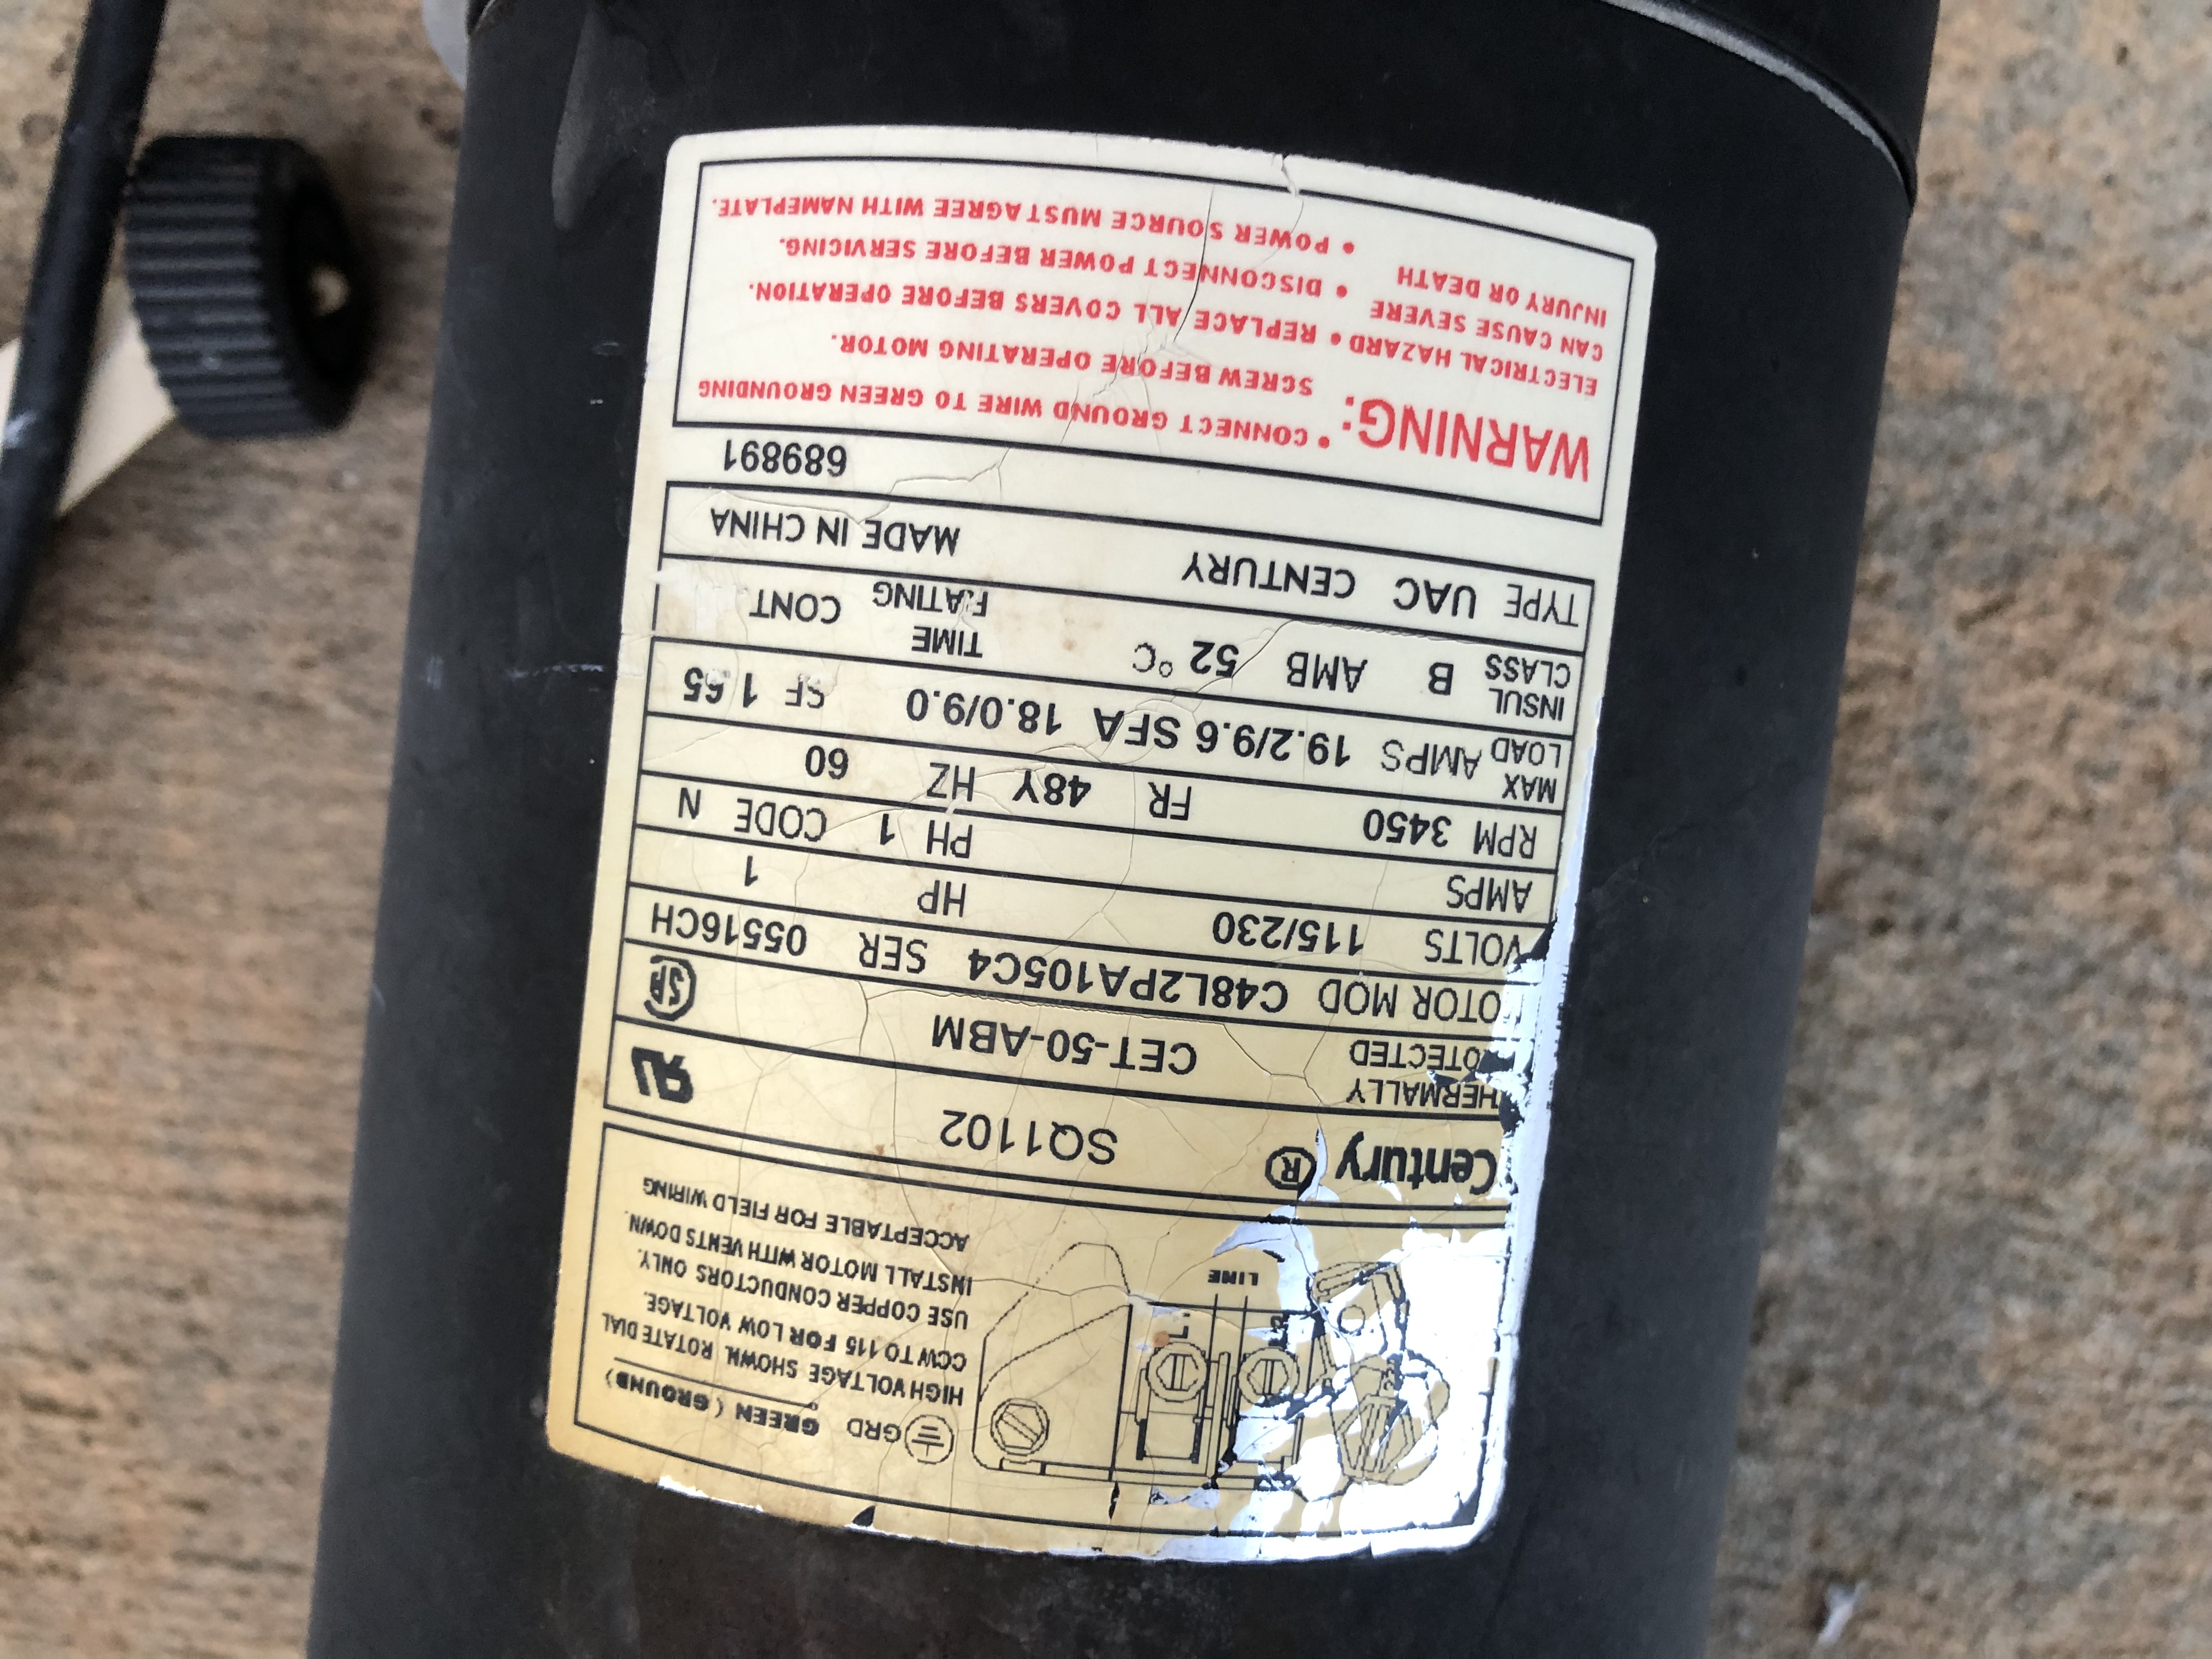 GRD GREEN (GROUND)
HIGH VOLTAGE SHOWN. ROTATE DIAL
CCW TO 115 FOR LOW VOLTAGE.
USE COPPER CONDUCTORS ONLY.
INSTALL MOTOR WITH VENTS DOWN.
ACCEPTABLE FOR FIELD WIRING
LINE
Century ® SQ1102
HERMALLY
OTECTED CET-50-ABM
OTOR MOD C48L2PA105C4 SER 05516CH
VOLTS 115/230 HP 1
AMPS PH 1 CODE N
RPM 3450 FR 48Y HZ 60
MAX
LOAD AMPS 19.2/9.6 SFA 18.0/9.0 SF 1.65
INSUL
CLASS B AMB 52 °C TIME
RATING CONT.
TYPE UAC CENTURY MADE IN CHINA
689891
WARNING:
ELECTRICAL HAZARD
CAN CAUSE SEVERE
INJURY OR DEATH
• CONNECT GROUND WIRE TO GREEN GROUNDING
SCREW BEFORE OPERATING MOTOR.
• REPLACE ALL COVERS BEFORE OPERATION.
• DISCONNECT POWER BEFORE SERVICING.
• POWER SOURCE MUST AGREE WITH NAMEPLATE.